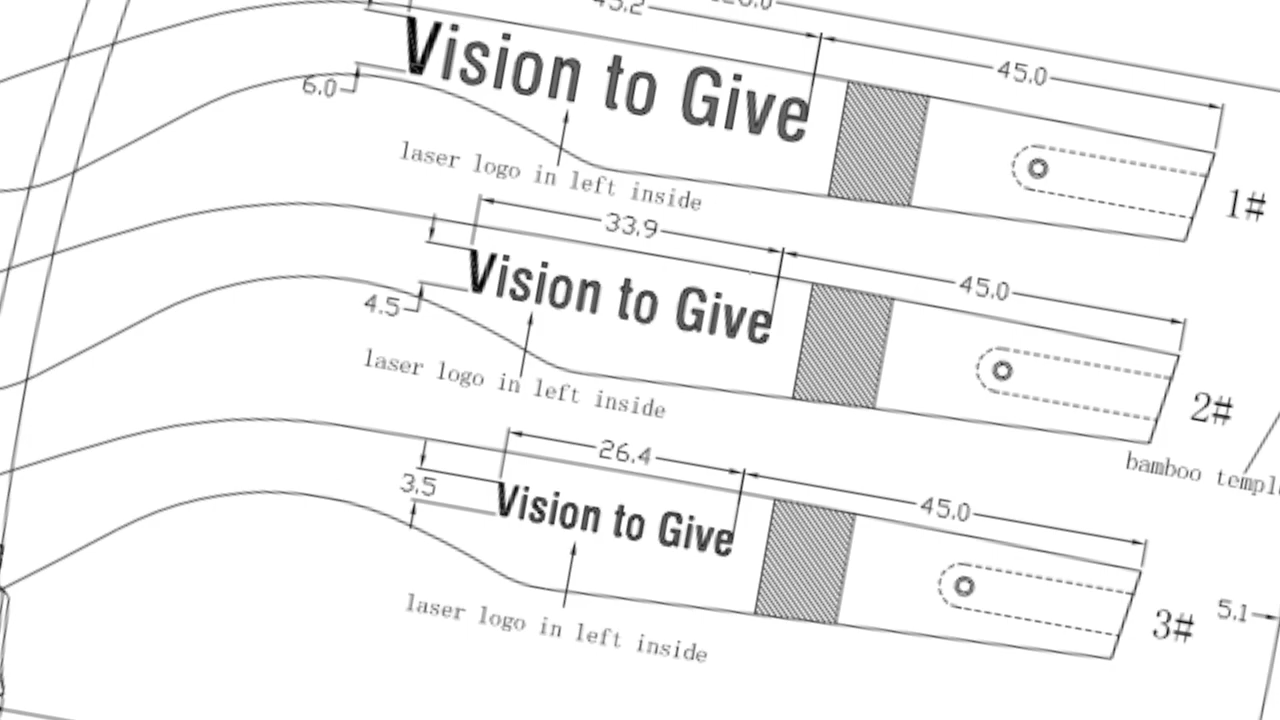 45.2
Vision to Give
45.0
6.0
laser logo in left inside
1#
33.9
Vision to Give
45.0
4.5
laser logo in left inside
2#
bamboo
26.4
3.5
Vision to Give
45.0
laser logo in left inside
3#
5.1